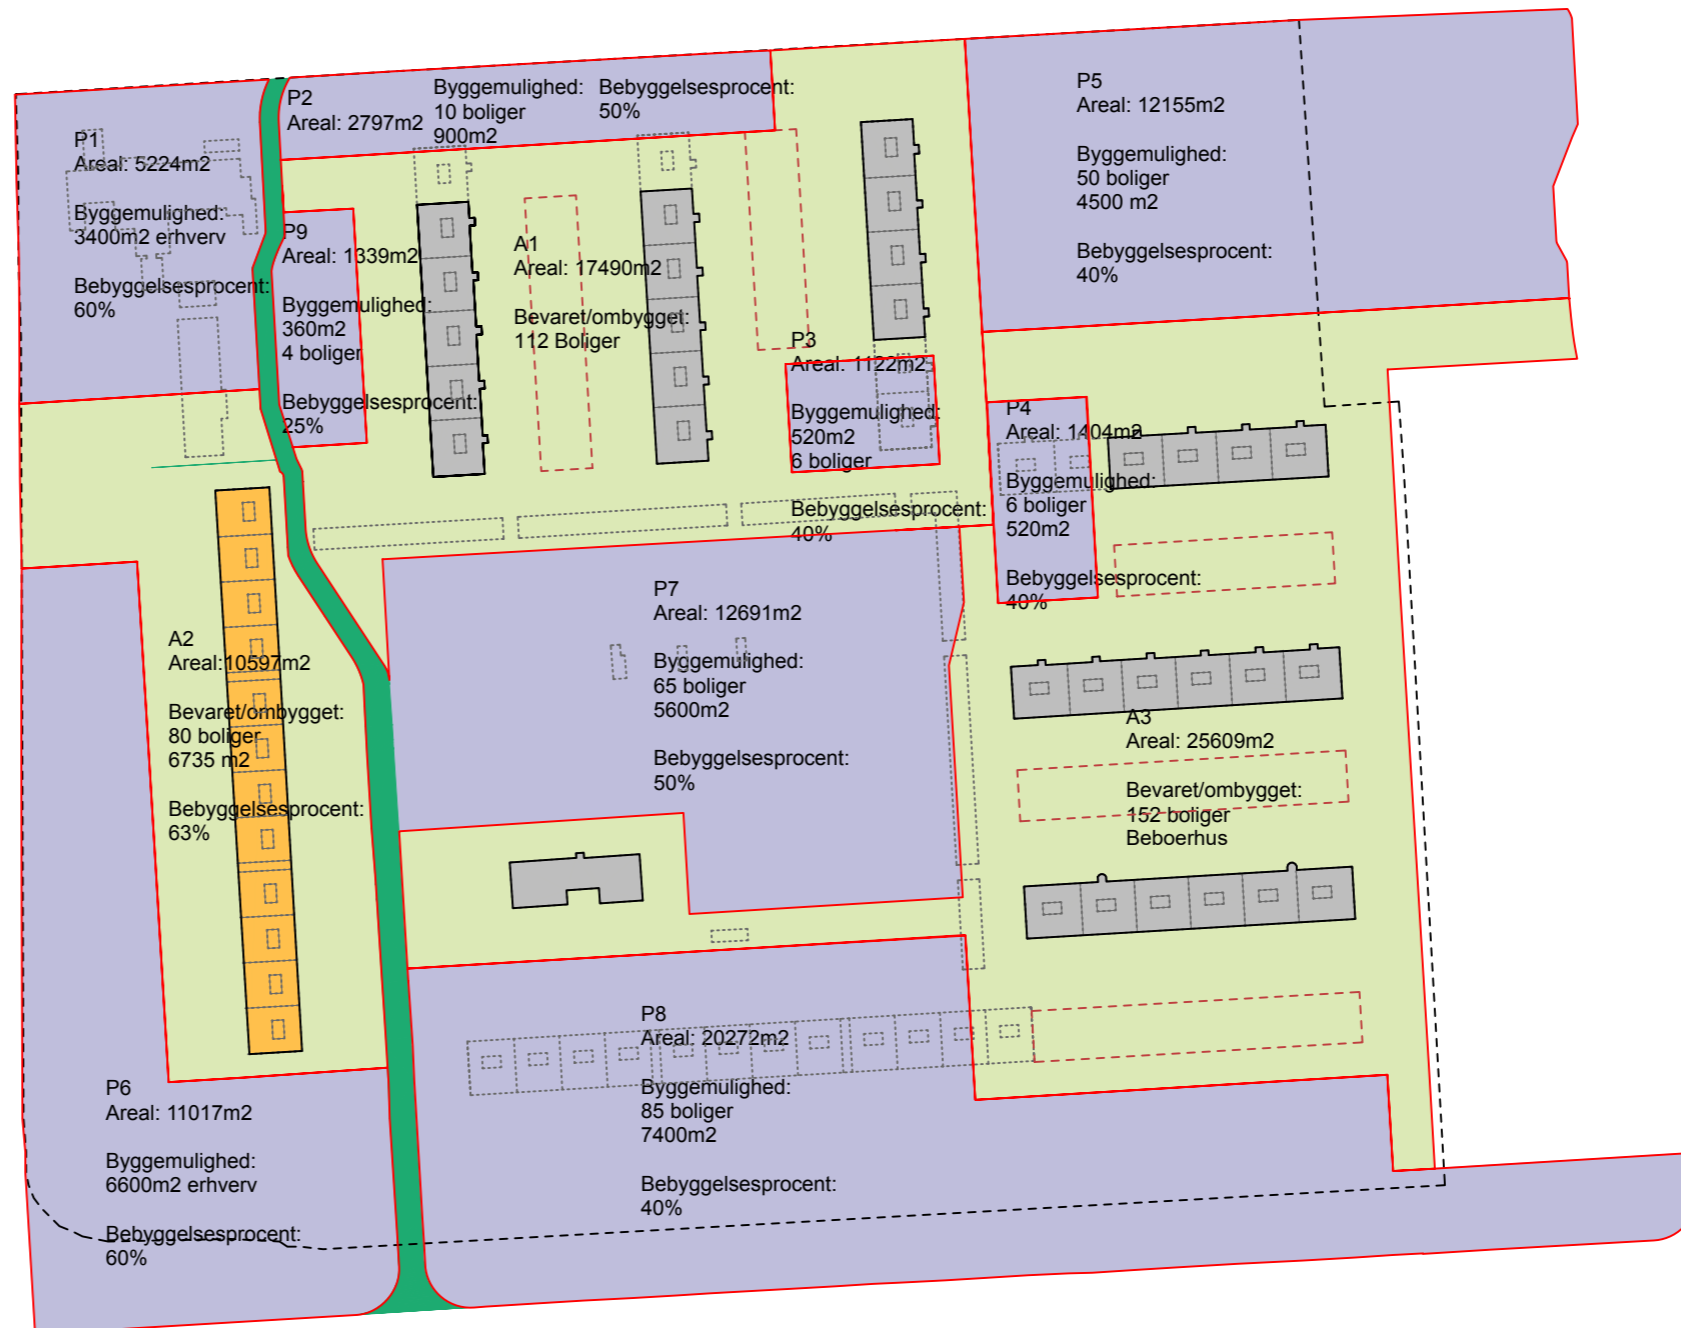 P1
Areal: 5224m2
Byggemulighed:
3400m2 erhverv
Bebyggelsesprocent:
60%
P2
Areal: 2797m2
Byggemulighed:
10 boliger
900m2
Bebyggelsesprocent:
50%
P9
Areal: 1339m2
Byggemulighed:
360m2
4 boliger
Bebyggelsesprocent:
25%
A1
Areal: 17490m2
Bevaret/ombygget:
112 Boliger
P3
Areal: 1122m2
Byggemulighed:
520m2
6 boliger
Bebyggelsesprocent:
40%
P5
Areal: 12155m2
Byggemulighed:
50 boliger
4500 m2
Bebyggelsesprocent:
40%
P4
Areal: 1404m2
Byggemulighed:
6 boliger
520m2
Bebyggelsesprocent:
40%
A2
Areal:10597m2
Bevaret/ombygget:
80 boliger
6735 m2
Bebyggelsesprocent:
63%
P7
Areal: 12691m2
Byggemulighed:
65 boliger
5600m2
Bebyggelsesprocent:
50%
A3
Areal: 25609m2
Bevaret/ombygget:
152 boliger
Beboerhus
P6
Areal: 11017m2
Byggemulighed:
6600m2 erhverv
Bebyggelsesprocent:
60%
P8
Areal: 20272m2
Byggemulighed:
85 boliger
7400m2
Bebyggelsesprocent:
40%